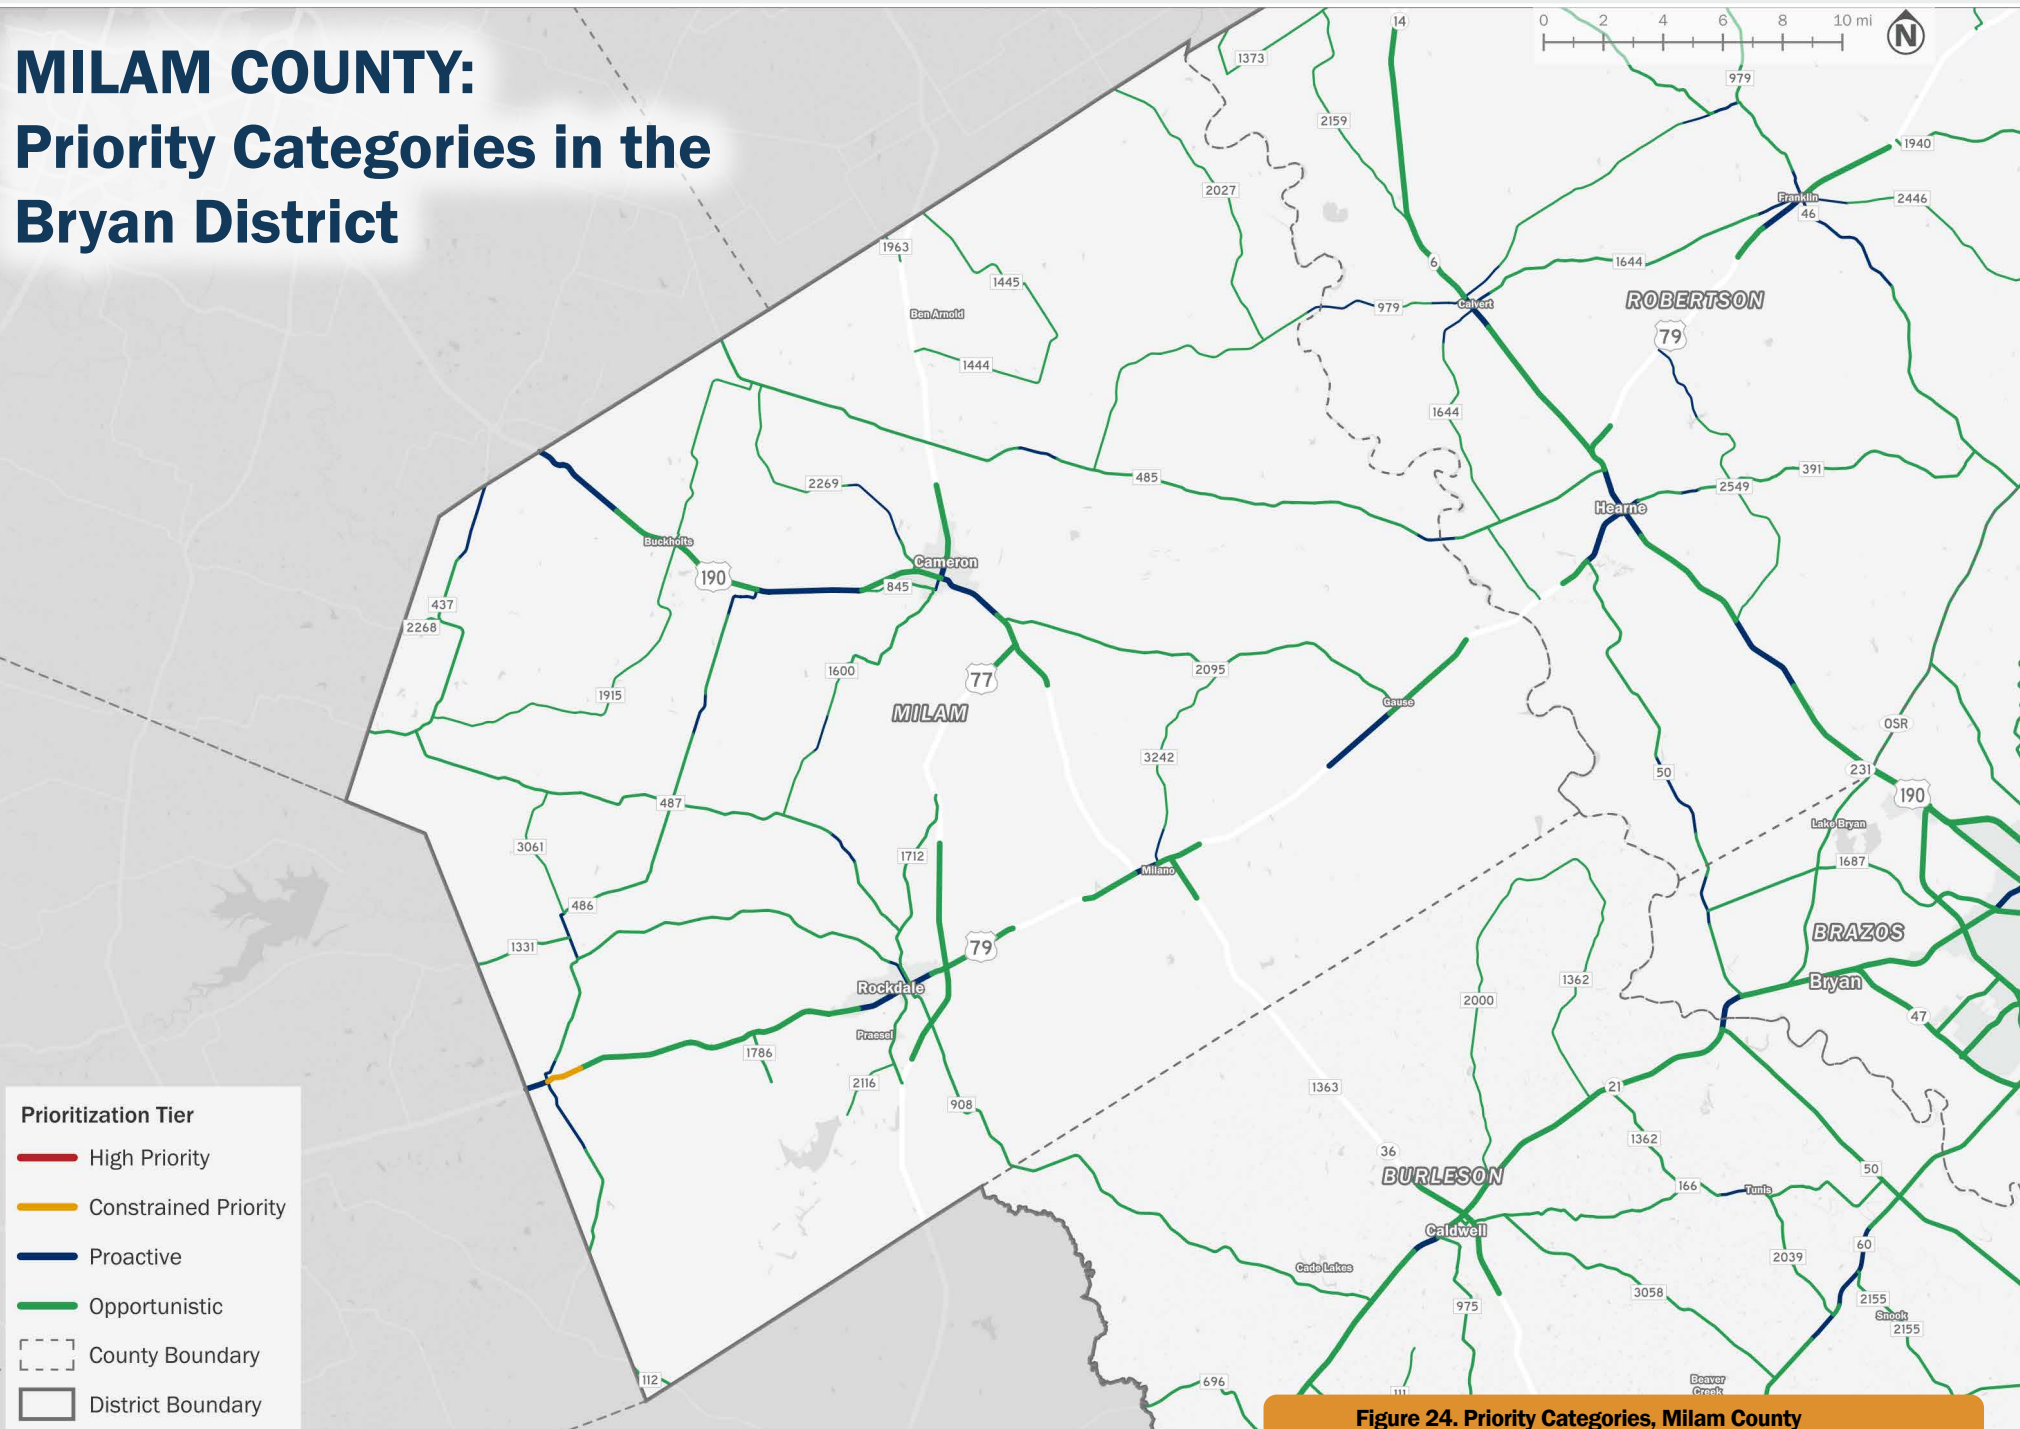 MILAM COUNTY:
Priority Categories in the
Bryan District
0 2 4 6 8 10 mi
N
14
1373
979
2159
1940
2027
Franklin
2446
46
1963
6
1644
1445
ROBERTSON
979
Calvert
Ben Arnold
79
1444
1644
391
485
2269
2549
Hearne
Buckholts
Cameron
190
845
437
2268
1600
2095
77
1915
Gause
MILAM
OSR
3242
50
231
190
487
Lake Bryan
3061
1712
1687
Milano
486
BRAZOS
1331
79
1362
Bryan
Rockdale
2000
47
Praesel
1786
2116
1363
21
908
1362
36
BURLESON
50
166
Tunis
Caldwell
60
2039
Cade Lakes
3058
2155
975
Snook
2155
112
696
Beaver
Creek
111
Prioritization Tier
High Priority
Constrained Priority
Proactive
Opportunistic
County Boundary
District Boundary
Figure 24. Priority Categories, Milam County